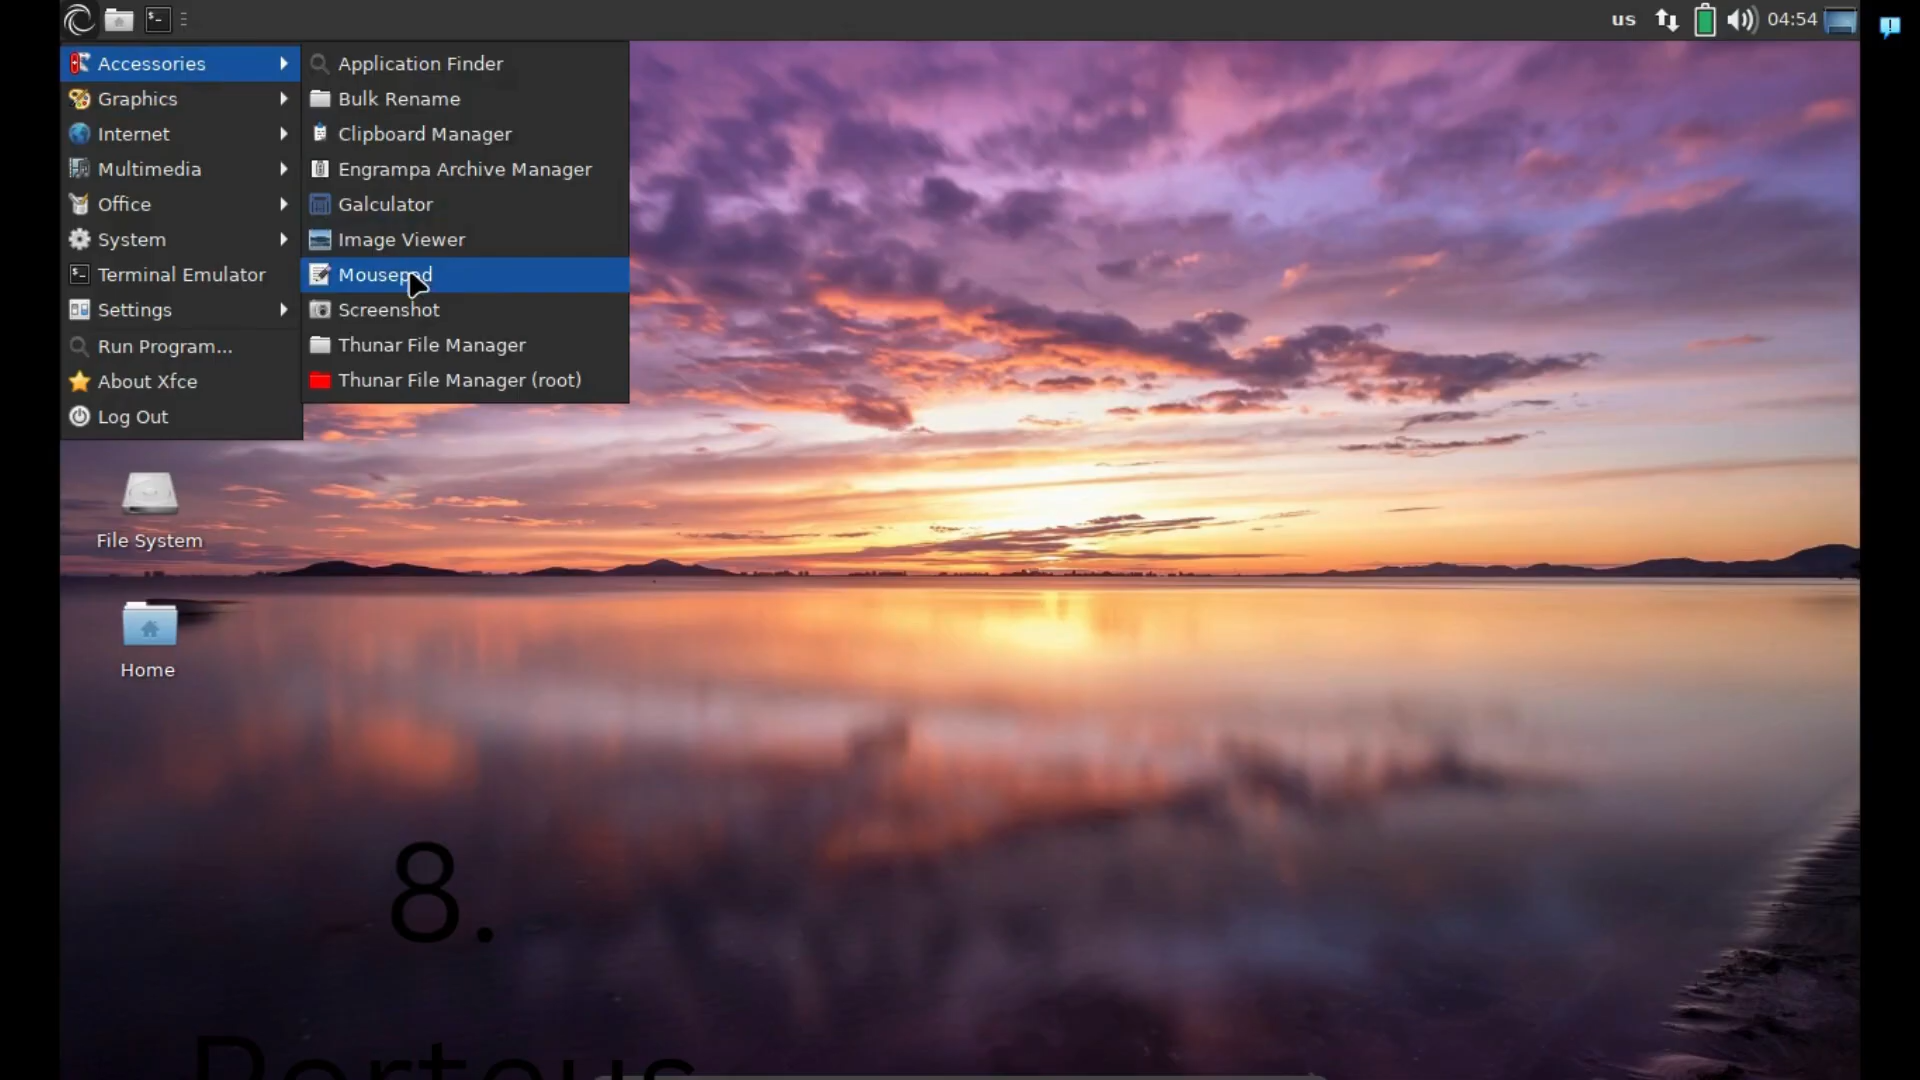 us
04:54
Accessories
Graphics
Internet
Multimedia
Office
System
Terminal Emulator
Settings
Run Program...
About Xfce
Log Out
Application Finder
Bulk Rename
Clipboard Manager
Engrampa Archive Manager
Galculator
Image Viewer
Mousepad
Screenshot
Thunar File Manager
Thunar File Manager (root)
File System
Home
8.
Porteus